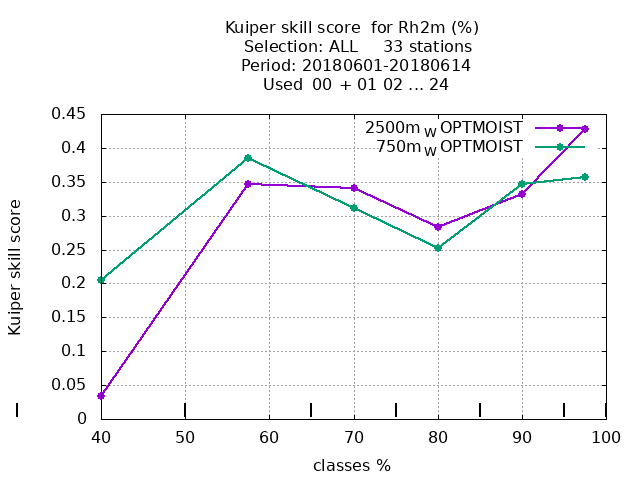 Kuiper skill score for Rh2m (%)
Selection: ALL 33 stations
Period: 20180601-20180614
Used 00 + 01 02 ... 24
2500m W OPTMOIST
750m W OPTMOIST
0.45
0.4
0.35
0.3
0.25
0.2
0.15
0.1
0.05
0
Kuiper skill score
40 50 60 70 80 90 100
classes %